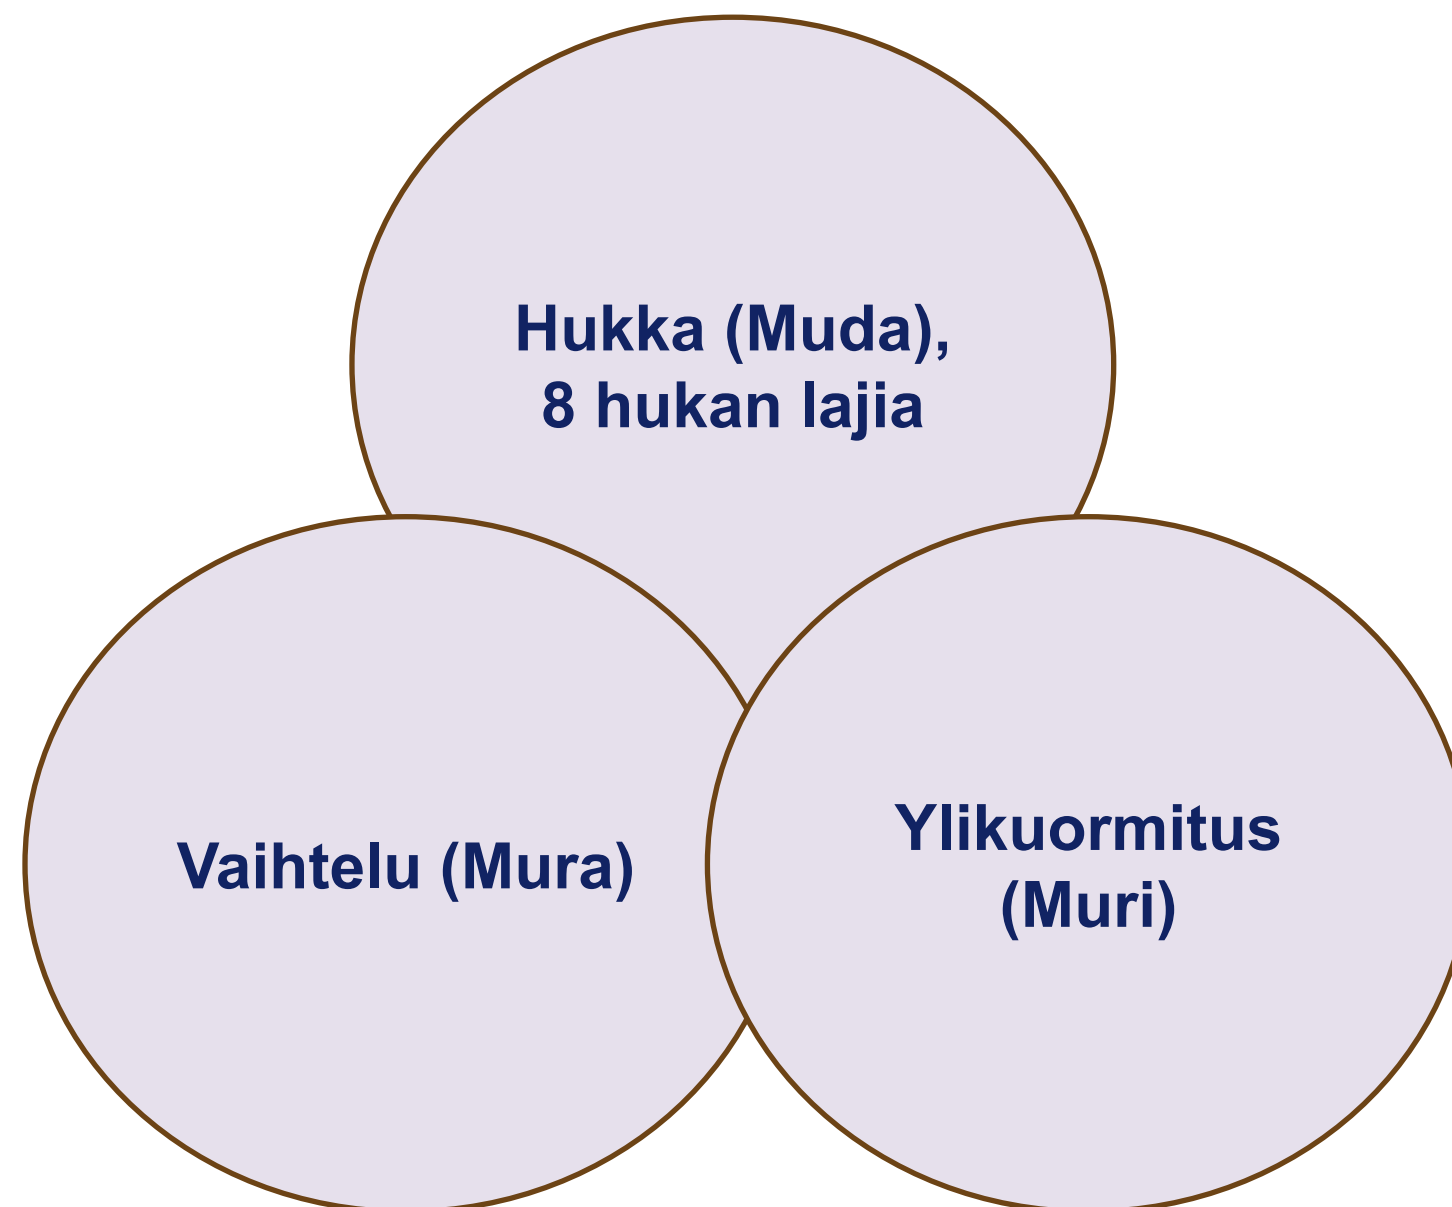 Hukka (Muda),
8 hukan lajia
Vaihtelu (Mura)
Ylikuormitus
(Muri)